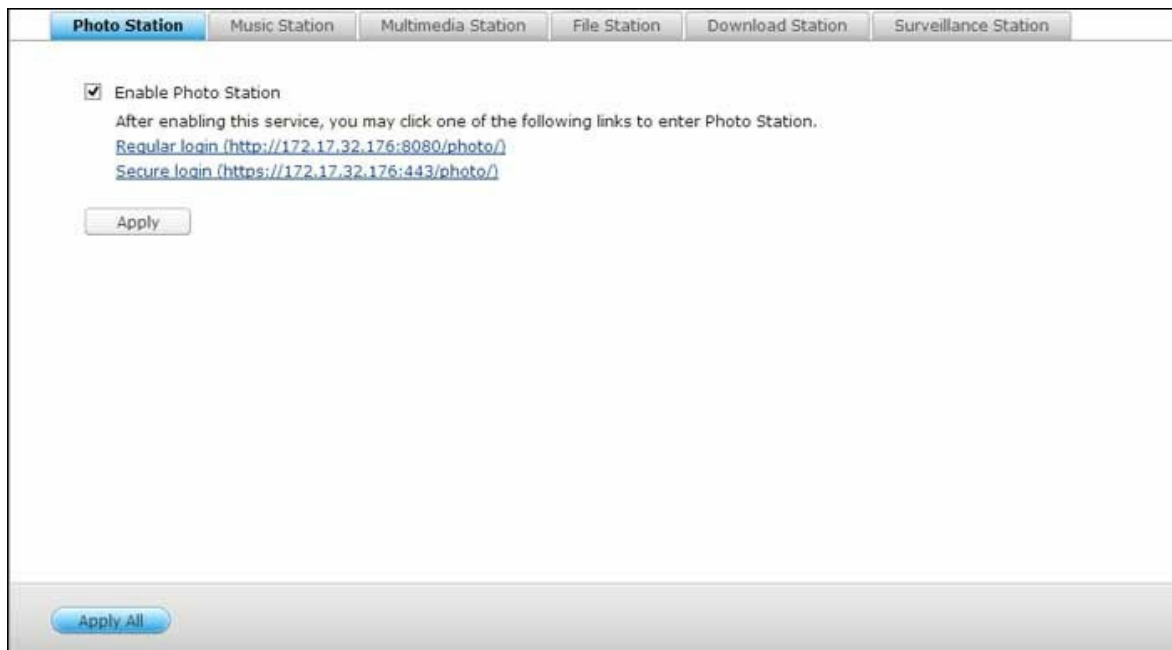 Photo Station Music Station Multimedia Station File Station Download Station Surveillance Station
Enable Photo Station
After enabling this service, you may click one of the following links to enter Photo Station.
Regular login (http://172.17.32.176:8080/photo/)
Secure login (https://172.17.32.176:443/photo/)
Apply
Apply All